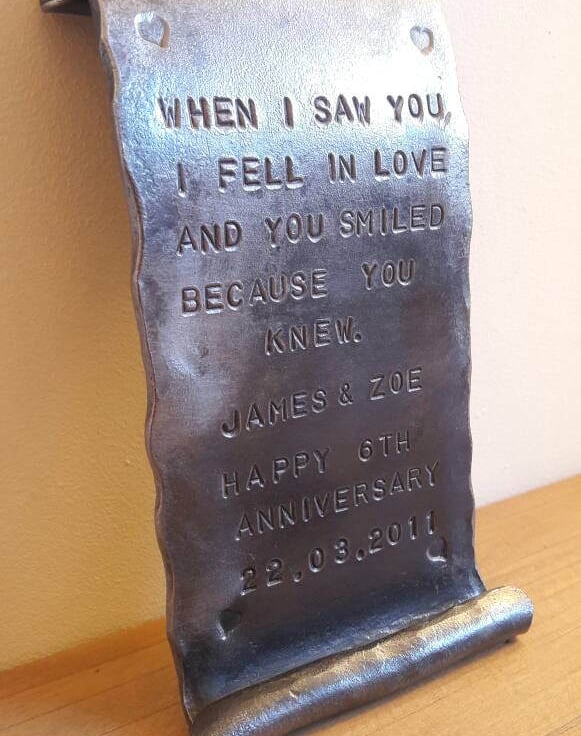 WHEN I SAW YOU,
I FELL IN LOVE
AND YOU SMILED
BECAUSE YOU
KNEW.
JAMES & ZOE
HAPPY 6TH
ANNIVERSARY
22.03.2011